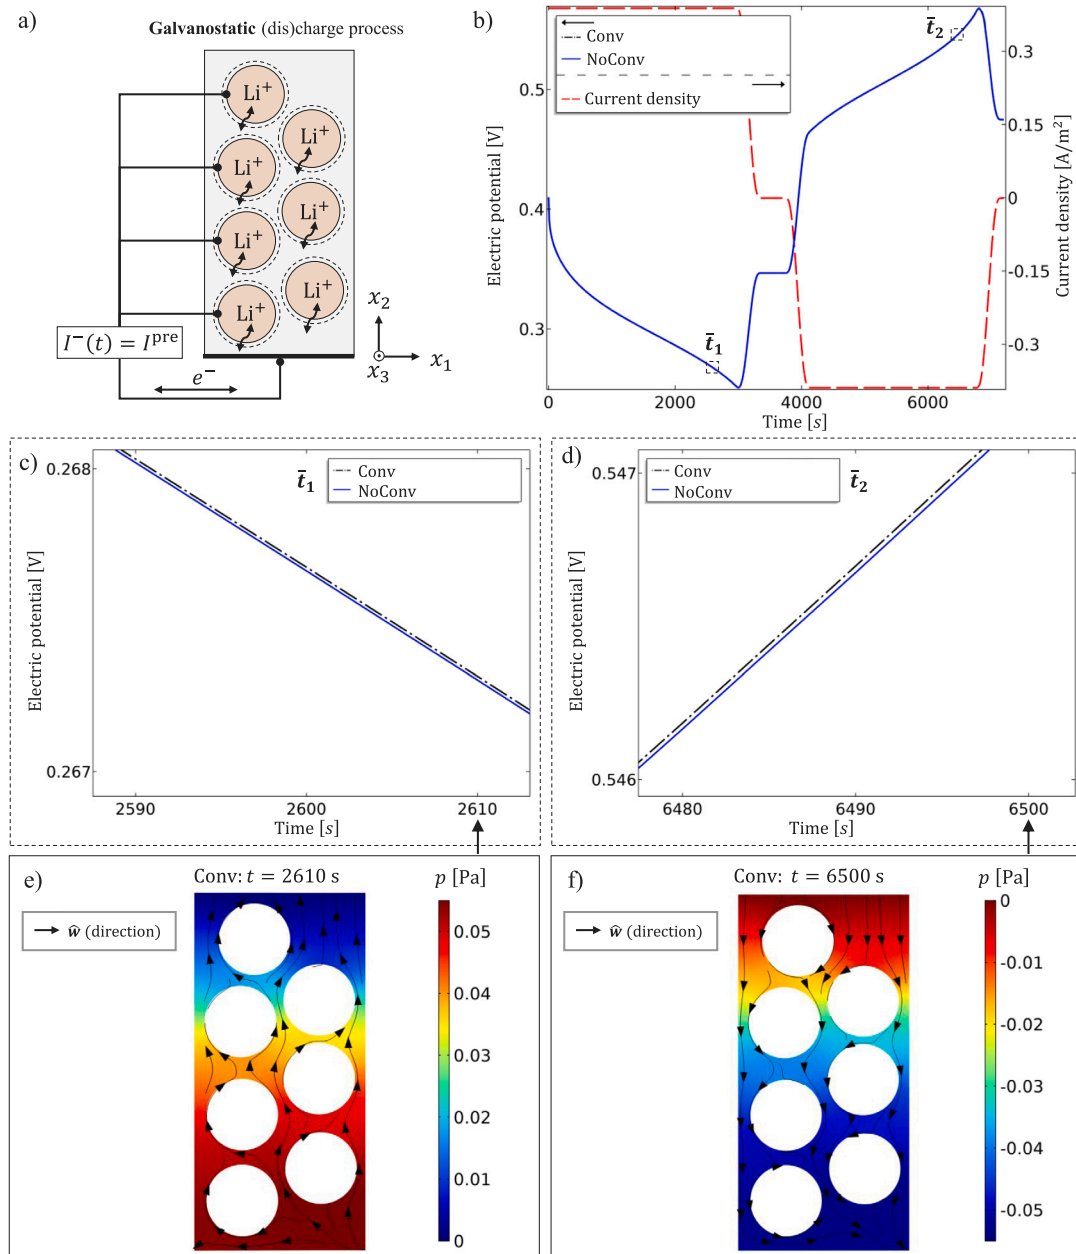 a)
Galvanostatic (dis)charge process
Li⁺
Li⁺
Li⁺
Li⁺
Li⁺
Li⁺
Li⁺
I⁻(t) = Iᵖʳᵉ
e⁻
x₂
x₁
x₃
b)
Conv
NoConv
Current density
t̄₁
t̄₂
0.5
0.4
0.3
Electric potential [V]
0.3
0.15
0
-0.15
-0.3
Current density [A/m²]
0
2000
4000
6000
Time [s]
c)
t̄₁
Conv
NoConv
0.268
0.267
Electric potential [V]
2590
2600
2610
Time [s]
d)
Conv
NoConv
t̄₂
0.547
0.546
Electric potential [V]
6480
6490
6500
Time [s]
e)
Conv: t = 2610 s
p [Pa]
ŵ (direction)
0.05
0.04
0.03
0.02
0.01
0
f)
Conv: t = 6500 s
p [Pa]
ŵ (direction)
0
-0.01
-0.02
-0.03
-0.04
-0.05